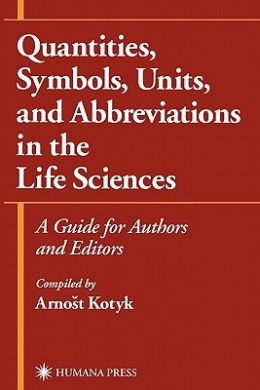 Quantities,
Symbols, Units,
and Abbreviations
in the
Life Sciences
A Guide for Authors
and Editors
Compiled by
Arnošt Kotyk
HUMANA PRESS